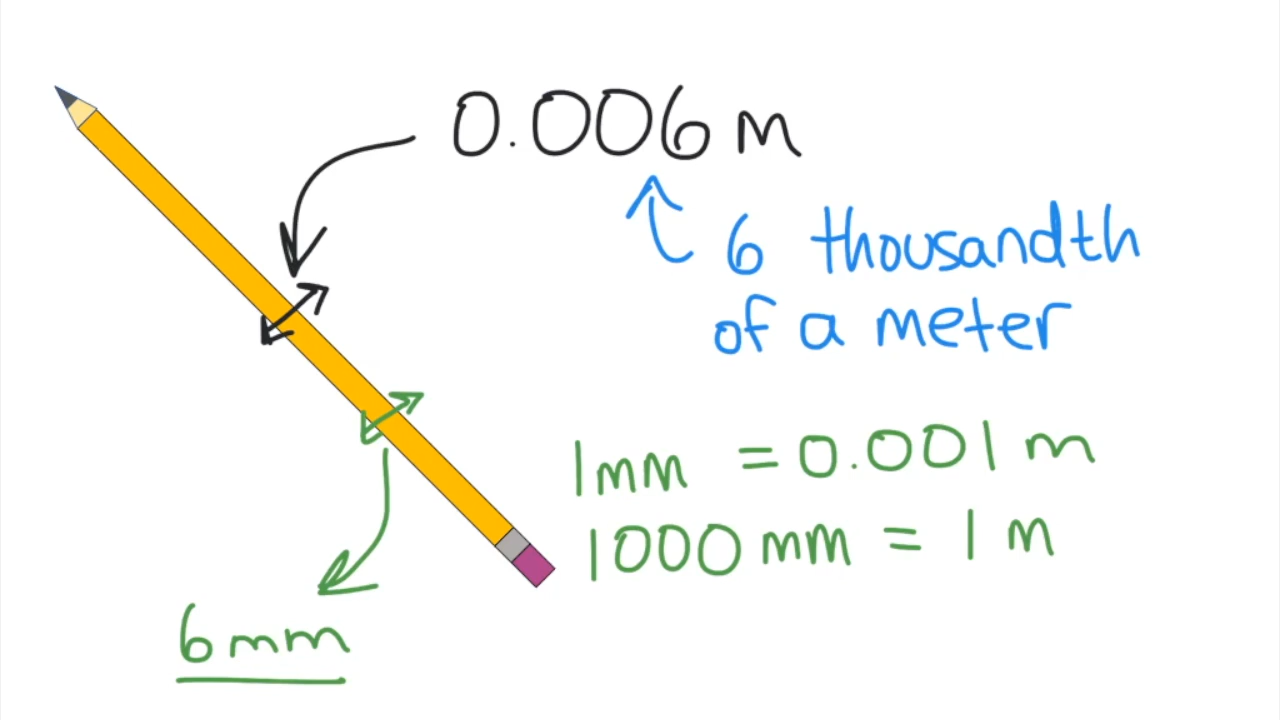 0.006 m
6 thousandth
of a meter
1mm = 0.001 m
1000 mm = 1 m
6mm